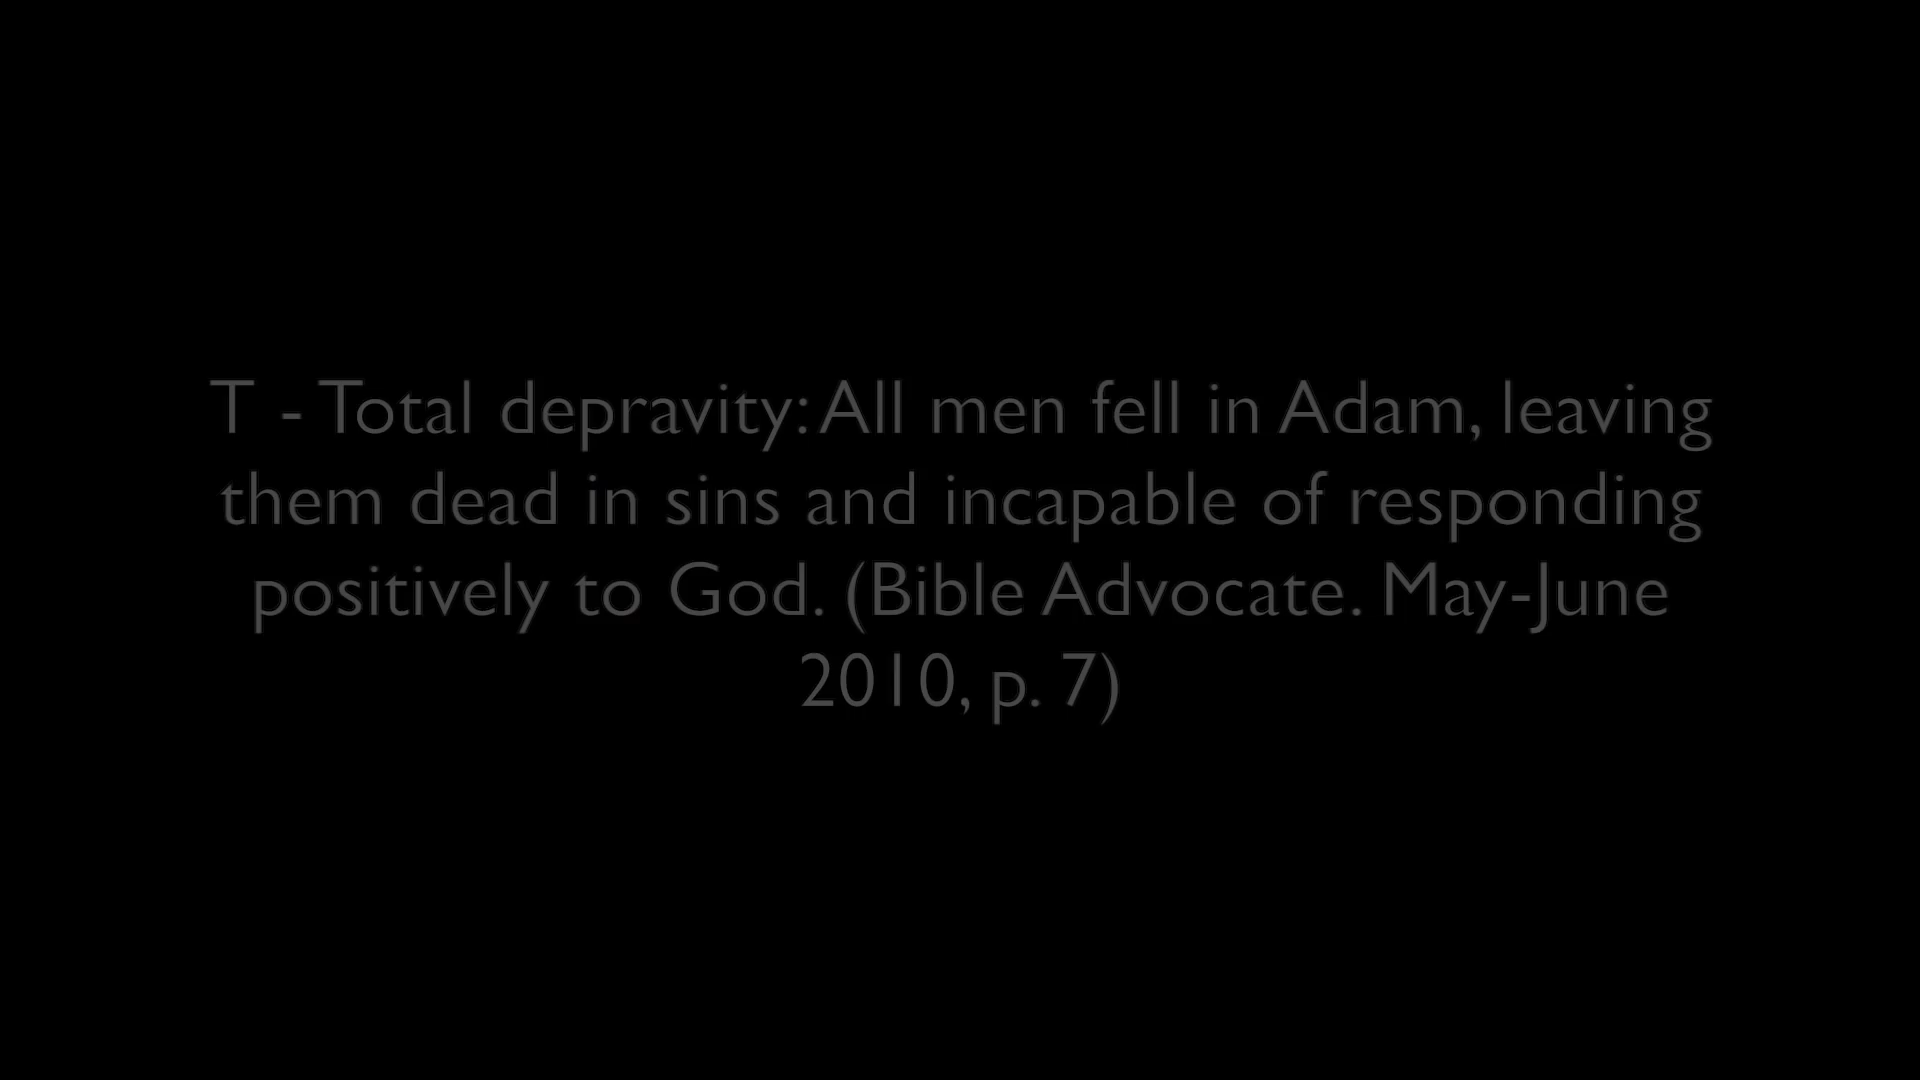 T - Total depravity: All men fell in Adam, leaving
them dead in sins and incapable of responding
positively to God. (Bible Advocate. May-June
2010, p. 7)